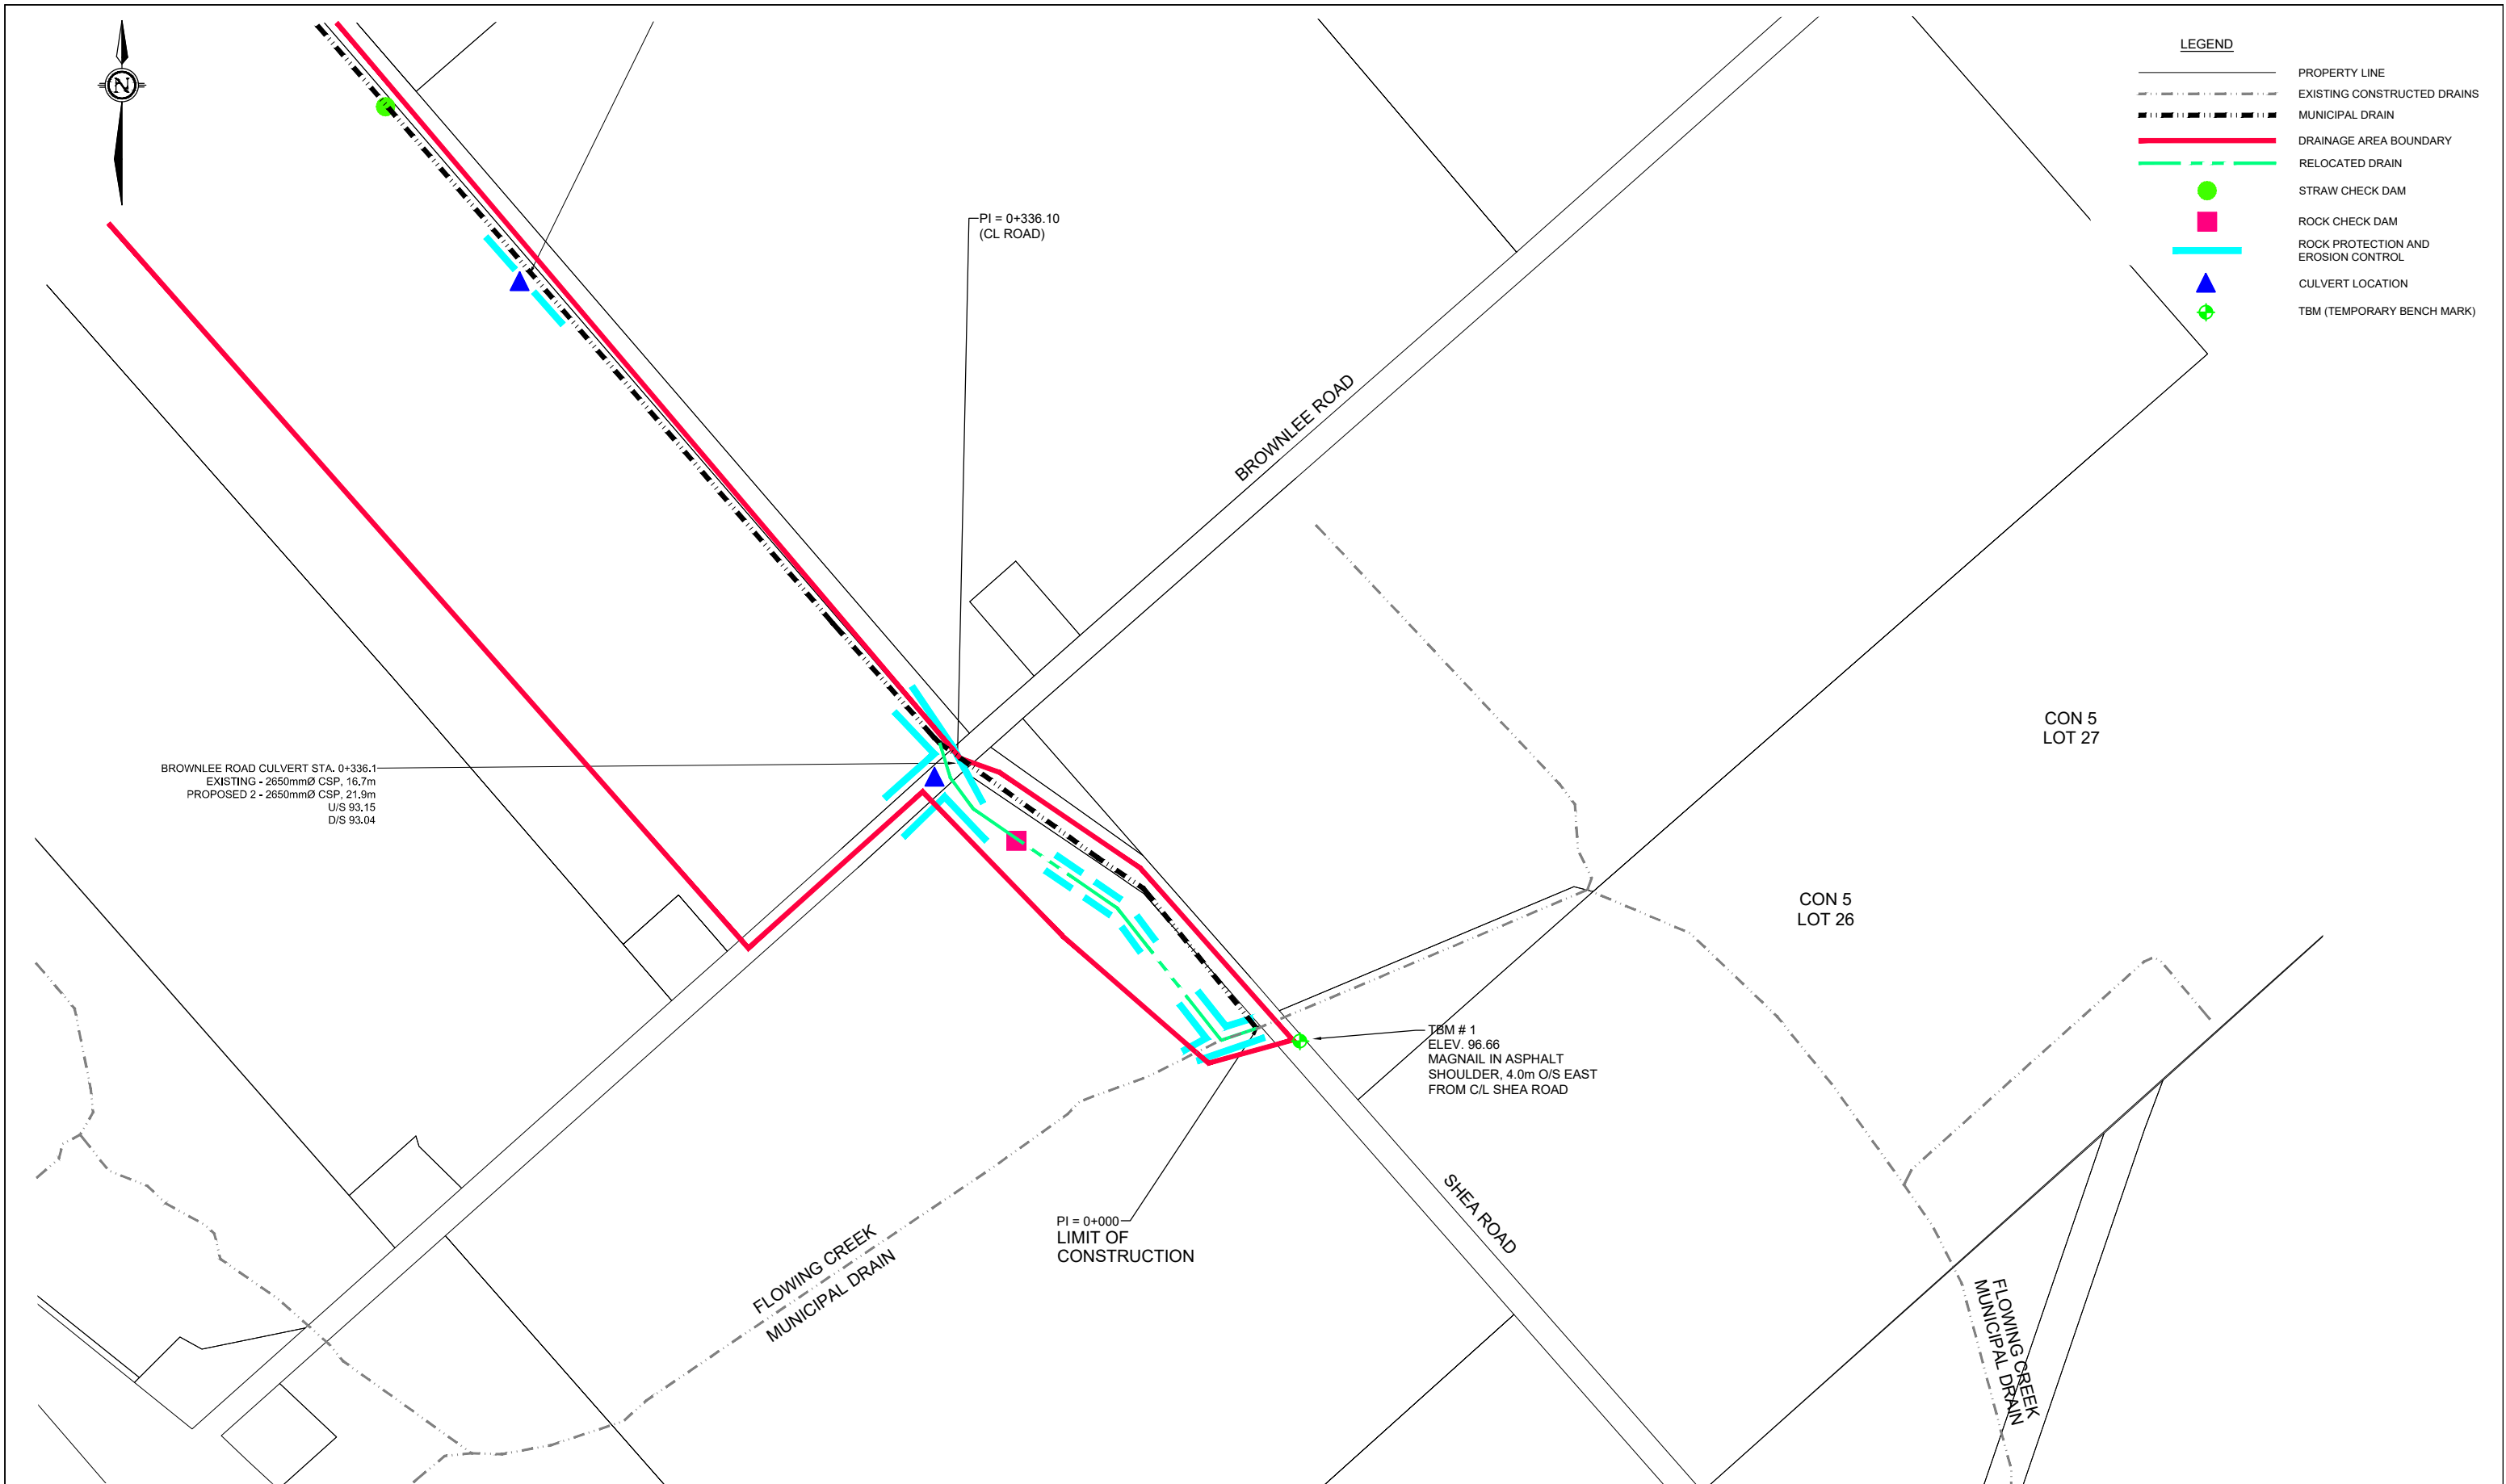 N
LEGEND
PROPERTY LINE
EXISTING CONSTRUCTED DRAINS
MUNICIPAL DRAIN
DRAINAGE AREA BOUNDARY
RELOCATED DRAIN
STRAW CHECK DAM
ROCK CHECK DAM
ROCK PROTECTION AND
EROSION CONTROL
CULVERT LOCATION
TBM (TEMPORARY BENCH MARK)
PI = 0+336.10
(CL ROAD)
BROWNLEE ROAD
CON 5
LOT 27
BROWNLEE ROAD CULVERT STA. 0+336.1
EXISTING - 2650mmØ CSP, 16.7m
PROPOSED 2 - 2650mmØ CSP, 21.9m
U/S 93.15
D/S 93.04
CON 5
LOT 26
TBM # 1
ELEV. 96.66
MAGNAIL IN ASPHALT
SHOULDER, 4.0m O/S EAST
FROM C/L SHEA ROAD
SHEA ROAD
PI = 0+000
LIMIT OF
CONSTRUCTION
FLOWING CREEK
MUNICIPAL DRAIN
FLOWING CREEK
MUNICIPAL DRAIN